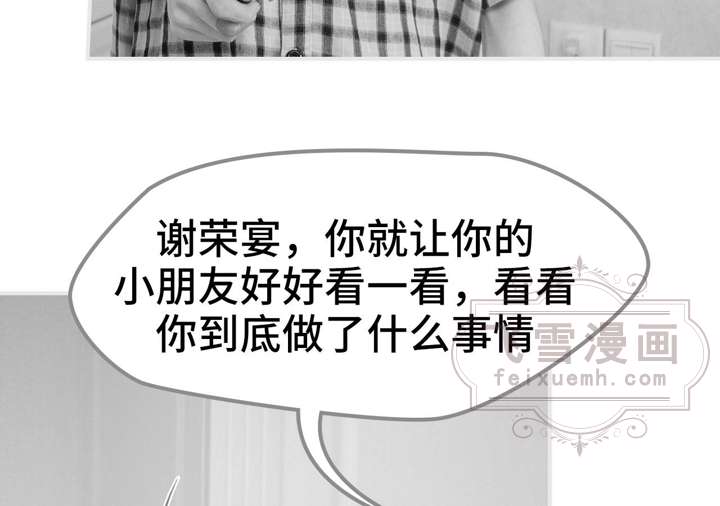 谢荣宴，你就让你的
小朋友好好看一看，看看
你到底做了什么事情
飞雪漫画
feixuemh.com